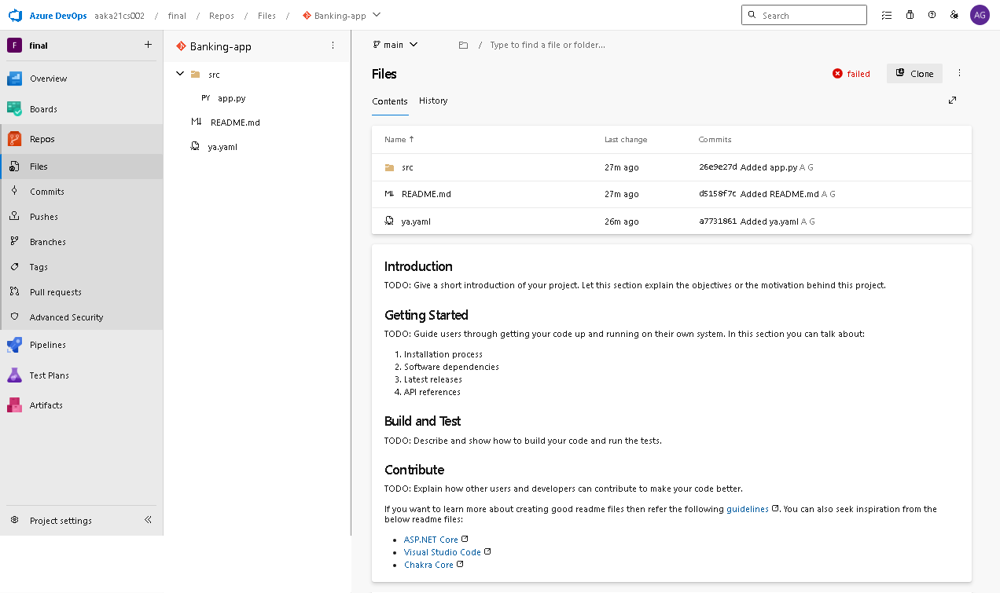 Azure DevOps aaka21cs002 / final / Repos / Files / Banking-app Search AG
F final +
Overview
Boards
Repos
Files
Commits
Pushes
Branches
Tags
Pull requests
Advanced Security
Pipelines
Test Plans
Artifacts
Project settings
Banking-app
src
PY app.py
M↓ README.md
ya.yaml
main / Type to find a file or folder...
Files failed Clone
Contents History
Name ↑ Last change Commits
src 27m ago 26e9e27d Added app.py A G
M↓ README.md 27m ago d5158f7c Added README.md A G
ya.yaml 26m ago a7731861 Added ya.yaml A G
Introduction
TODO: Give a short introduction of your project. Let this section explain the objectives or the motivation behind this project.
Getting Started
TODO: Guide users through getting your code up and running on their own system. In this section you can talk about:
1. Installation process
2. Software dependencies
3. Latest releases
4. API references
Build and Test
TODO: Describe and show how to build your code and run the tests.
Contribute
TODO: Explain how other users and developers can contribute to make your code better.
If you want to learn more about creating good readme files then refer the following guidelines. You can also seek inspiration from the
below readme files:
• ASP.NET Core
• Visual Studio Code
• Chakra Core